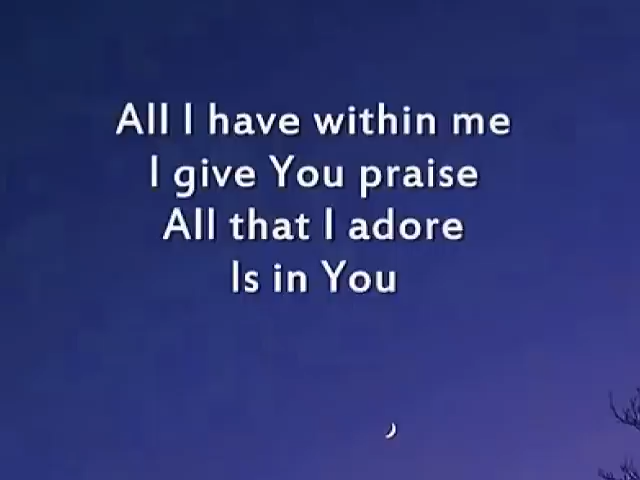 All I have within me
I give You praise
All that I adore
Is in You